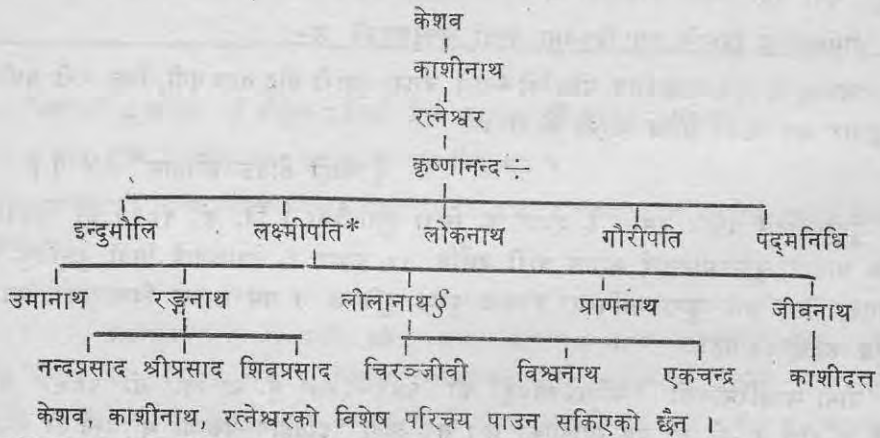 केशव
काशीनाथ
रत्नेश्वर
कृष्णानन्द÷
इन्दुमौलि लक्ष्मीपति* लोकनाथ गौरीपति पद्मनिधि
उमानाथ रङ्गनाथ लीलानाथ§ प्राणनाथ जीवनाथ
नन्दप्रसाद श्रीप्रसाद शिवप्रसाद चिरञ्जीवी विश्वनाथ एकचन्द्र काशीदत्त
केशव, काशीनाथ, रत्नेश्वरको विशेष परिचय पाउन सकिएको छैन ।